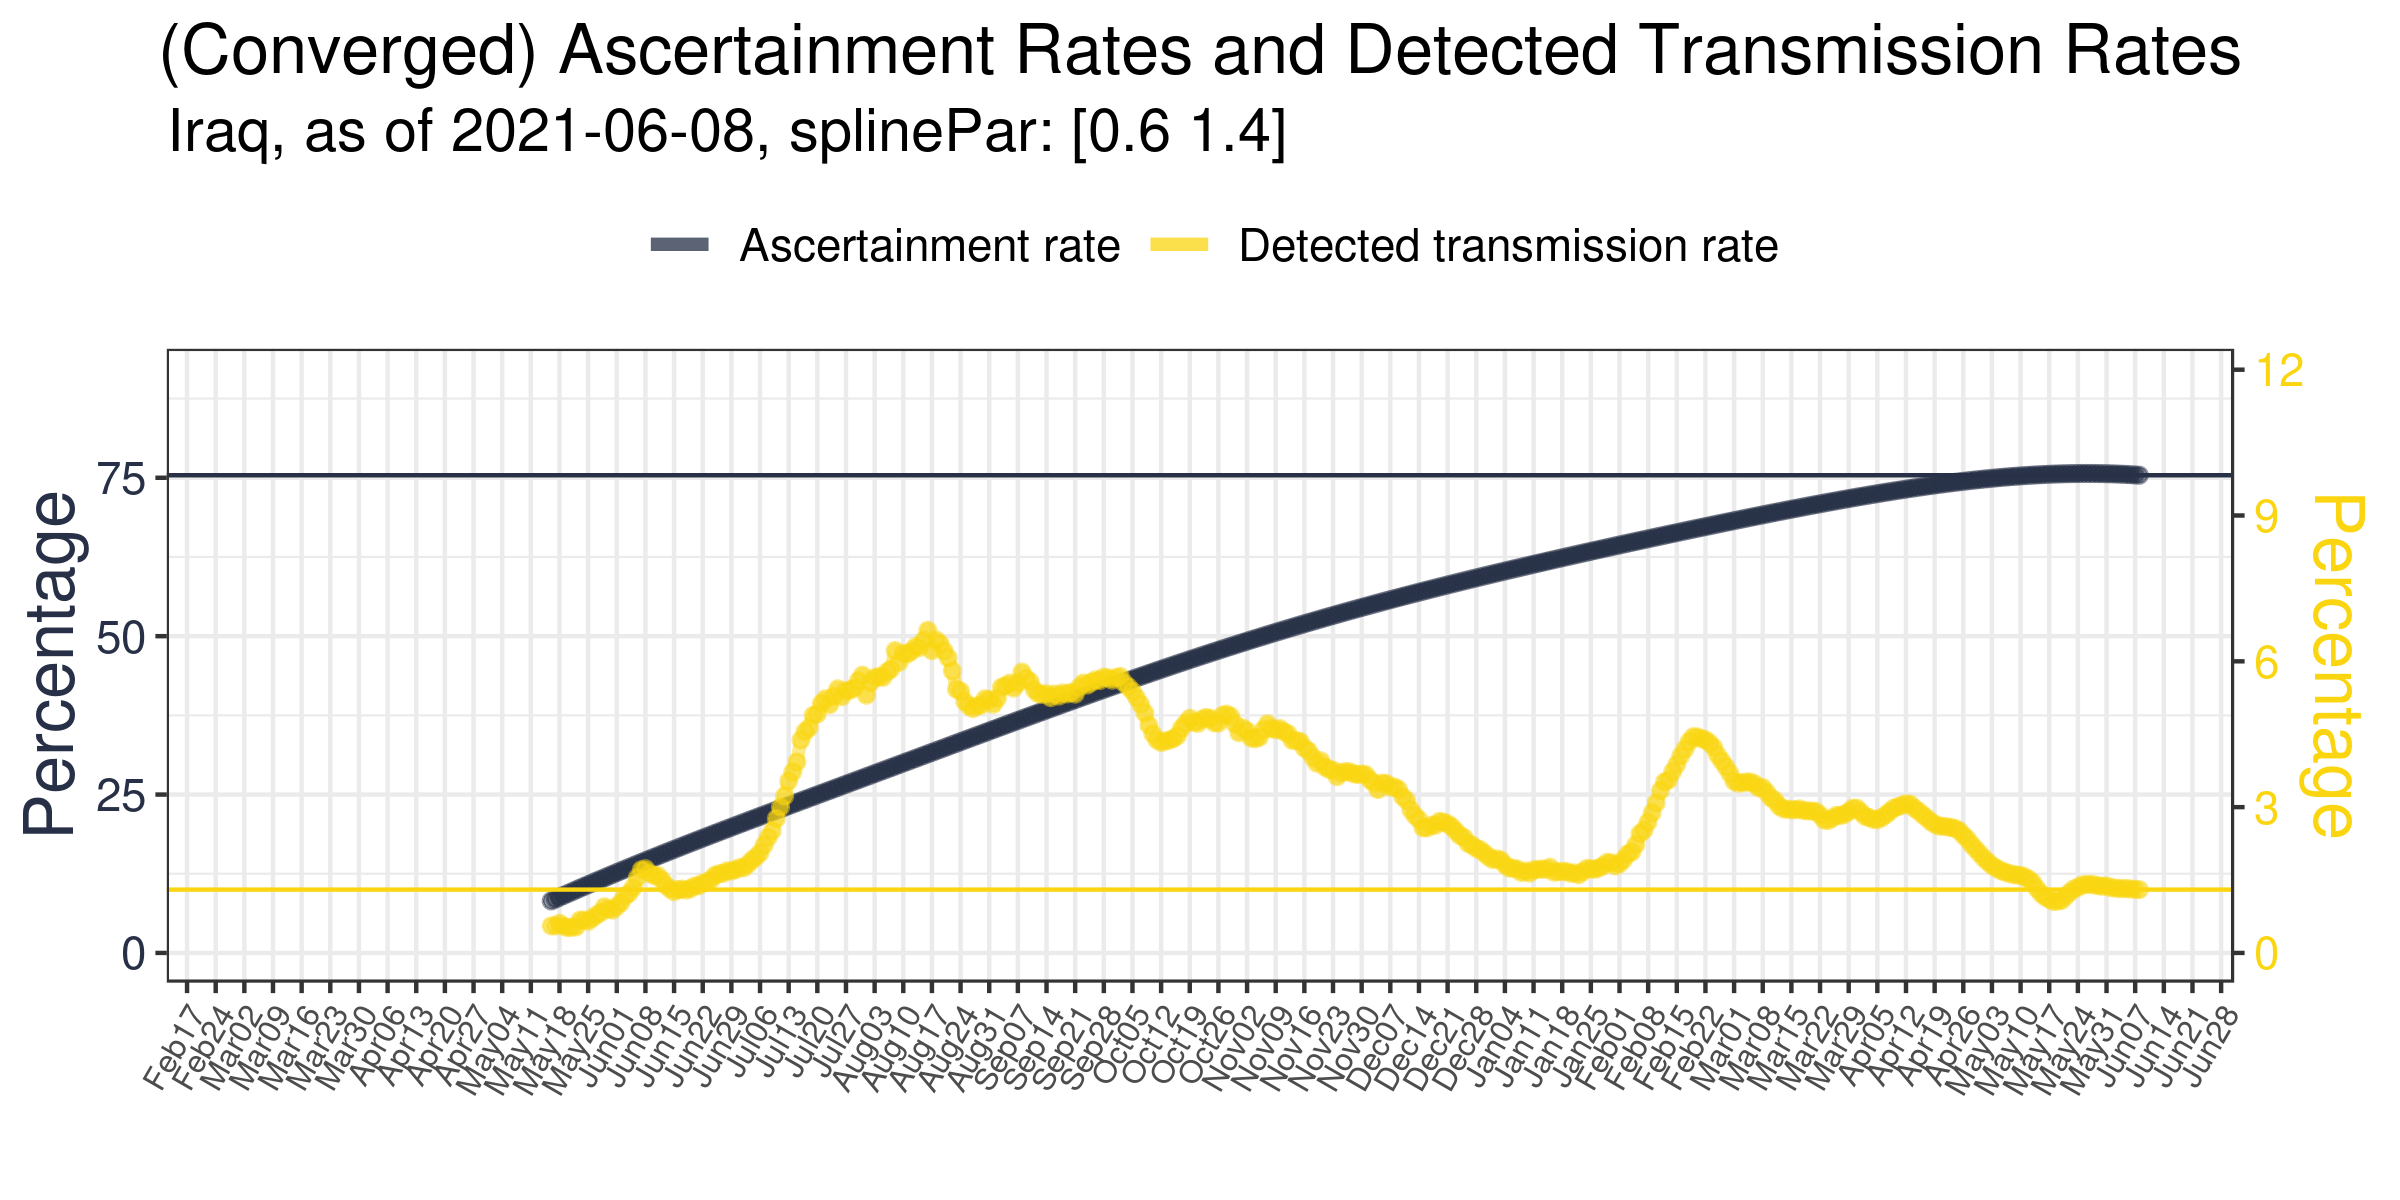 (Converged) Ascertainment Rates and Detected Transmission Rates
Iraq, as of 2021-06-08, splinePar: [0.6 1.4]
Ascertainment rate
Detected transmission rate
Percentage
75
50
25
0
12
9
6
3
0
Percentage
Feb17
Feb24
Mar02
Mar09
Mar16
Mar23
Mar30
Apr06
Apr13
Apr20
Apr27
May04
May11
May18
May25
Jun01
Jun08
Jun15
Jun22
Jun29
Jul06
Jul13
Jul20
Jul27
Aug03
Aug10
Aug17
Aug24
Aug31
Sep07
Sep14
Sep21
Sep28
Oct05
Oct12
Oct19
Oct26
Nov02
Nov09
Nov16
Nov23
Nov30
Dec07
Dec14
Dec21
Dec28
Jan04
Jan11
Jan18
Jan25
Feb01
Feb08
Feb15
Feb22
Mar01
Mar08
Mar15
Mar22
Mar29
Apr05
Apr12
Apr19
Apr26
May03
May10
May17
May24
May31
Jun07
Jun14
Jun21
Jun28